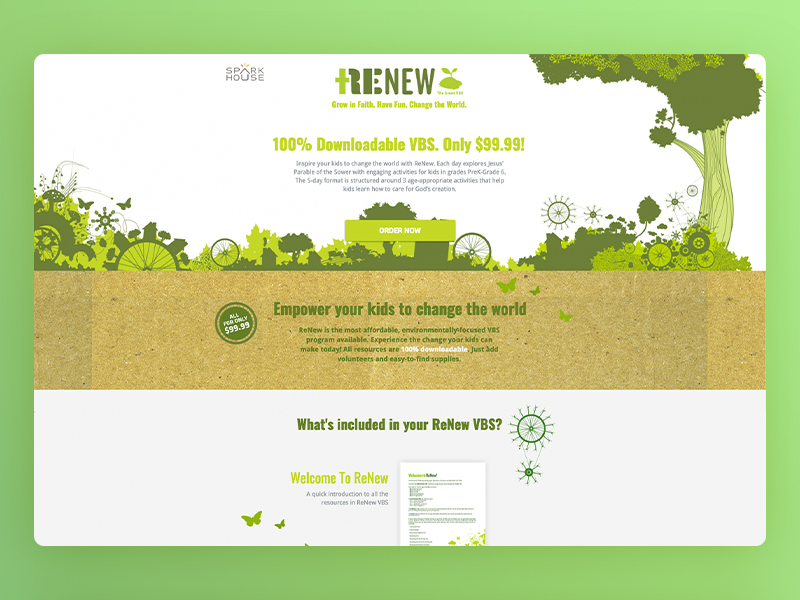 SPARK
HOUSE
RENEW
The Green VBS
Grow in Faith. Have Fun. Change the World.
100% Downloadable VBS. Only $99.99!
Inspire your kids to change the world with ReNew. Each day explores Jesus'
Parable of the Sower with engaging activities for kids in grades PreK-Grade 6.
The 5-day format is structured around 3 age-appropriate activities that help
kids learn how to care for God's creation.
ORDER NOW
ALL
FOR ONLY
$99.99
Empower your kids to change the world
ReNew is the most affordable, environmentally-focused VBS
program available. Experience the change your kids can
make today! All resources are 100% downloadable. Just add
volunteers and easy-to-find supplies.
What's included in your ReNew VBS?
Welcome To ReNew
A quick introduction to all the
resources in ReNew VBS
Welcome to ReNew!